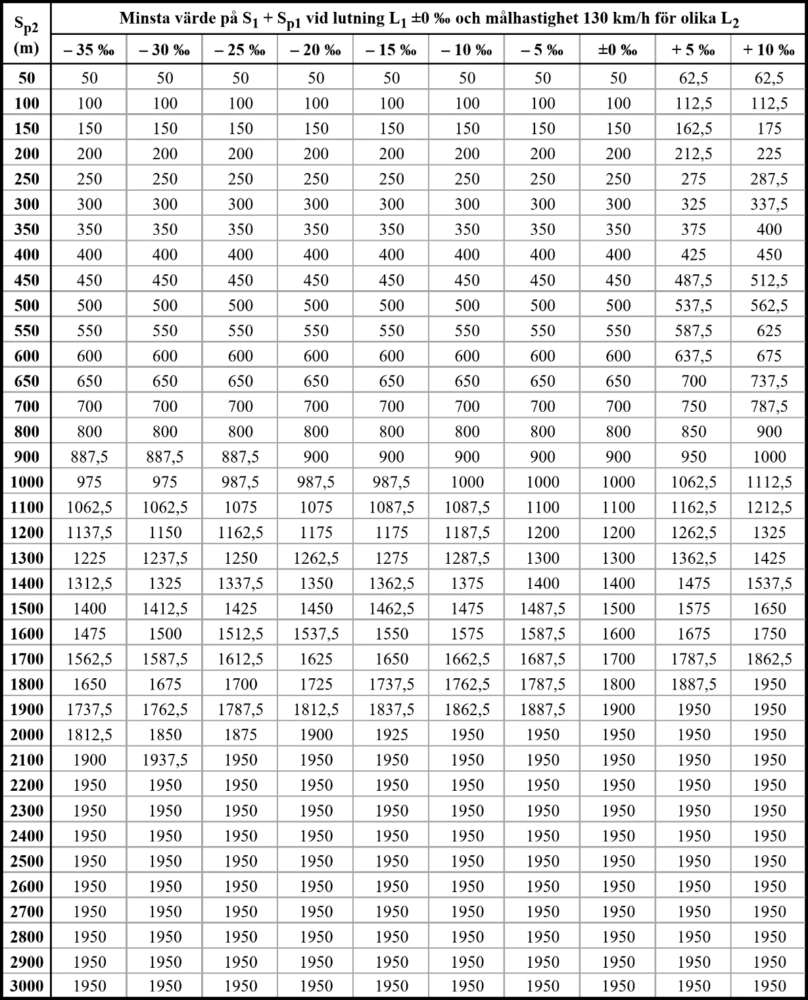 S_p2 (m) Minsta värde på S_1 + S_p1 vid lutning L_1 ±0 ‰ och målhastighet 130 km/h för olika L_2
– 35 ‰ – 30 ‰ – 25 ‰ – 20 ‰ – 15 ‰ – 10 ‰ – 5 ‰ ±0 ‰ + 5 ‰ + 10 ‰
50 50 50 50 50 50 50 50 50 62,5 62,5
100 100 100 100 100 100 100 100 100 112,5 112,5
150 150 150 150 150 150 150 150 150 162,5 175
200 200 200 200 200 200 200 200 200 212,5 225
250 250 250 250 250 250 250 250 250 275 287,5
300 300 300 300 300 300 300 300 300 325 337,5
350 350 350 350 350 350 350 350 350 375 400
400 400 400 400 400 400 400 400 400 425 450
450 450 450 450 450 450 450 450 450 487,5 512,5
500 500 500 500 500 500 500 500 500 537,5 562,5
550 550 550 550 550 550 550 550 550 587,5 625
600 600 600 600 600 600 600 600 600 637,5 675
650 650 650 650 650 650 650 650 650 700 737,5
700 700 700 700 700 700 700 700 700 750 787,5
800 800 800 800 800 800 800 800 800 850 900
900 887,5 887,5 887,5 900 900 900 900 900 950 1000
1000 975 975 987,5 987,5 987,5 1000 1000 1000 1062,5 1112,5
1100 1062,5 1062,5 1075 1075 1087,5 1087,5 1100 1100 1162,5 1212,5
1200 1137,5 1150 1162,5 1175 1175 1187,5 1200 1200 1262,5 1325
1300 1225 1237,5 1250 1262,5 1275 1287,5 1300 1300 1362,5 1425
1400 1312,5 1325 1337,5 1350 1362,5 1375 1400 1400 1475 1537,5
1500 1400 1412,5 1425 1450 1462,5 1475 1487,5 1500 1575 1650
1600 1475 1500 1512,5 1537,5 1550 1575 1587,5 1600 1675 1750
1700 1562,5 1587,5 1612,5 1625 1650 1662,5 1687,5 1700 1787,5 1862,5
1800 1650 1675 1700 1725 1737,5 1762,5 1787,5 1800 1887,5 1950
1900 1737,5 1762,5 1787,5 1812,5 1837,5 1862,5 1887,5 1900 1950 1950
2000 1812,5 1850 1875 1900 1925 1950 1950 1950 1950 1950
2100 1900 1937,5 1950 1950 1950 1950 1950 1950 1950 1950
2200 1950 1950 1950 1950 1950 1950 1950 1950 1950 1950
2300 1950 1950 1950 1950 1950 1950 1950 1950 1950 1950
2400 1950 1950 1950 1950 1950 1950 1950 1950 1950 1950
2500 1950 1950 1950 1950 1950 1950 1950 1950 1950 1950
2600 1950 1950 1950 1950 1950 1950 1950 1950 1950 1950
2700 1950 1950 1950 1950 1950 1950 1950 1950 1950 1950
2800 1950 1950 1950 1950 1950 1950 1950 1950 1950 1950
2900 1950 1950 1950 1950 1950 1950 1950 1950 1950 1950
3000 1950 1950 1950 1950 1950 1950 1950 1950 1950 1950